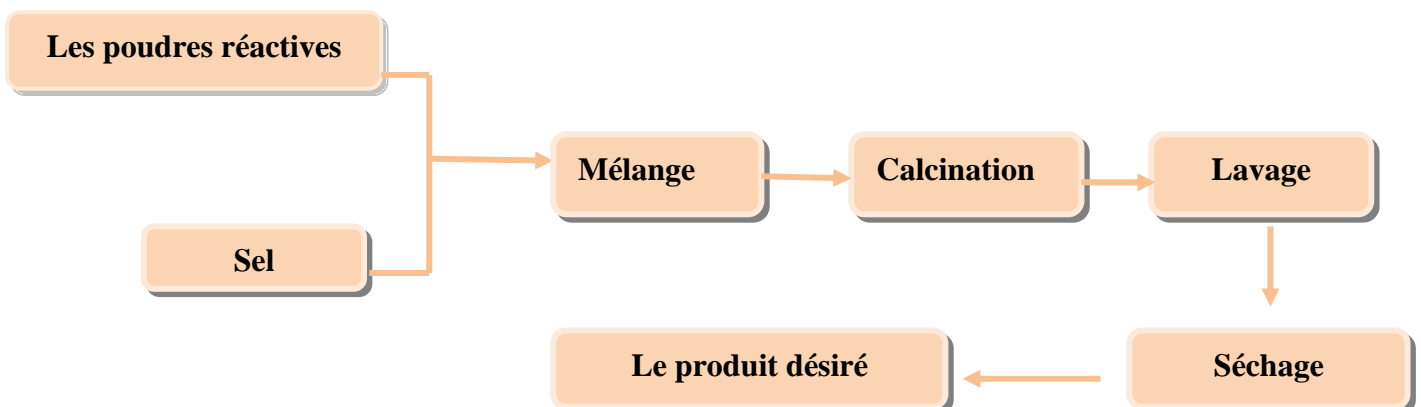 Les poudres réactives
Sel
Mélange
Calcination
Lavage
Séchage
Le produit désiré